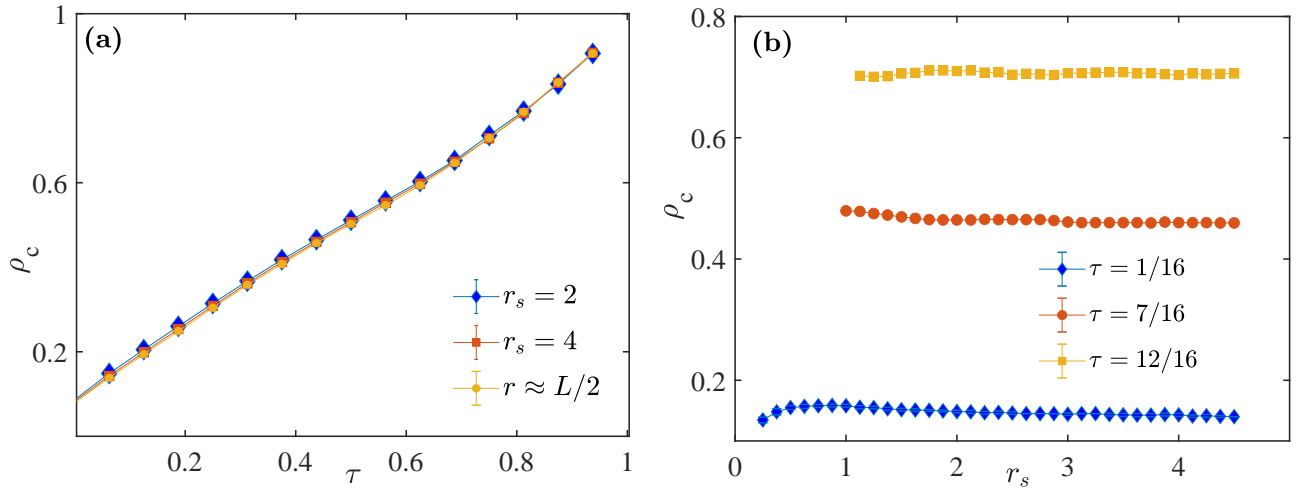 (a)
1
0.6
0.2
ρc
0.2
0.4
0.6
0.8
1
τ
rs = 2
rs = 4
r ≈ L/2
(b)
0.8
0.6
0.4
0.2
ρc
0
1
2
3
4
rs
τ = 1/16
τ = 7/16
τ = 12/16